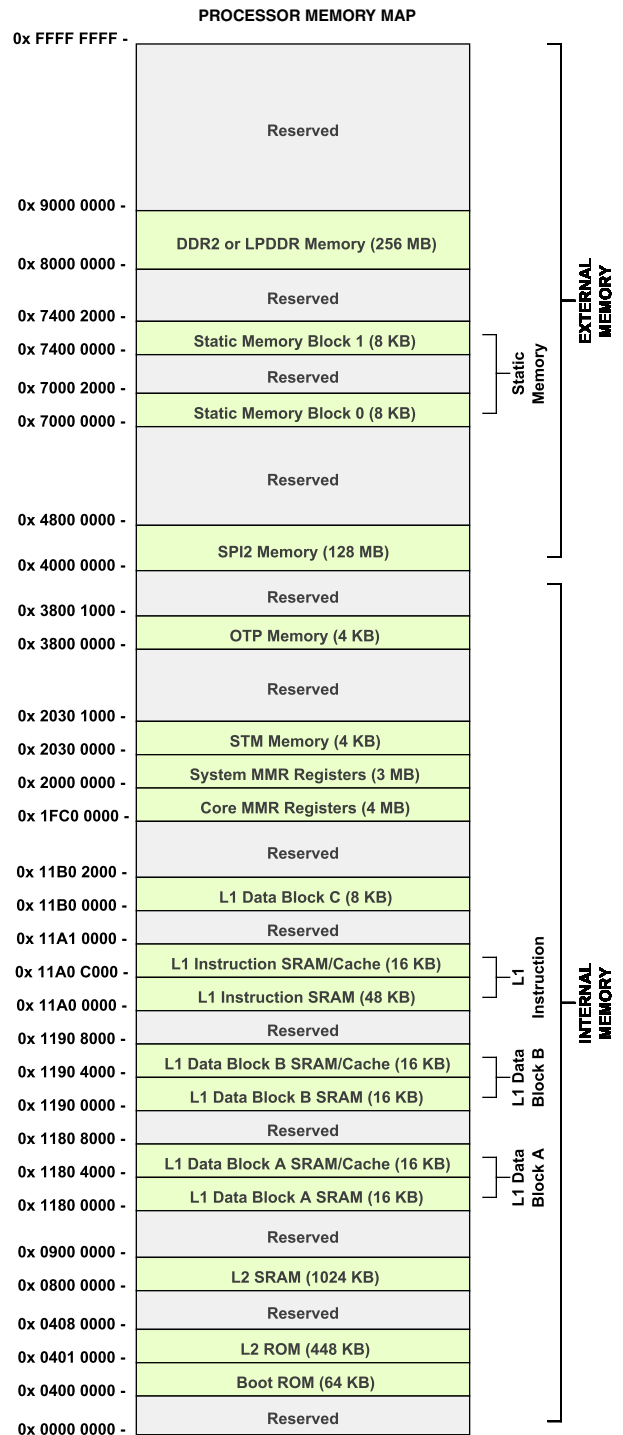 PROCESSOR MEMORY MAP
0x FFFF FFFF -
Reserved
0x 9000 0000 -
DDR2 or LPDDR Memory (256 MB)
0x 8000 0000 -
Reserved
0x 7400 2000 -
Static Memory Block 1 (8 KB)
0x 7400 0000 -
Reserved
0x 7000 2000 -
Static Memory Block 0 (8 KB)
0x 7000 0000 -
Static
Memory
Reserved
0x 4800 0000 -
SPI2 Memory (128 MB)
0x 4000 0000 -
EXTERNAL
MEMORY
Reserved
0x 3800 1000 -
OTP Memory (4 KB)
0x 3800 0000 -
Reserved
0x 2030 1000 -
STM Memory (4 KB)
0x 2030 0000 -
System MMR Registers (3 MB)
0x 2000 0000 -
Core MMR Registers (4 MB)
0x 1FC0 0000 -
Reserved
0x 11B0 2000 -
L1 Data Block C (8 KB)
0x 11B0 0000 -
Reserved
0x 11A1 0000 -
L1 Instruction SRAM/Cache (16 KB)
0x 11A0 C000 -
L1 Instruction SRAM (48 KB)
0x 11A0 0000 -
L1
Instruction
Reserved
0x 1190 8000 -
L1 Data Block B SRAM/Cache (16 KB)
0x 1190 4000 -
L1 Data Block B SRAM (16 KB)
0x 1190 0000 -
L1 Data
Block B
Reserved
0x 1180 8000 -
L1 Data Block A SRAM/Cache (16 KB)
0x 1180 4000 -
L1 Data Block A SRAM (16 KB)
0x 1180 0000 -
L1 Data
Block A
Reserved
0x 0900 0000 -
L2 SRAM (1024 KB)
0x 0800 0000 -
Reserved
0x 0408 0000 -
L2 ROM (448 KB)
0x 0401 0000 -
Boot ROM (64 KB)
0x 0400 0000 -
Reserved
0x 0000 0000 -
INTERNAL
MEMORY